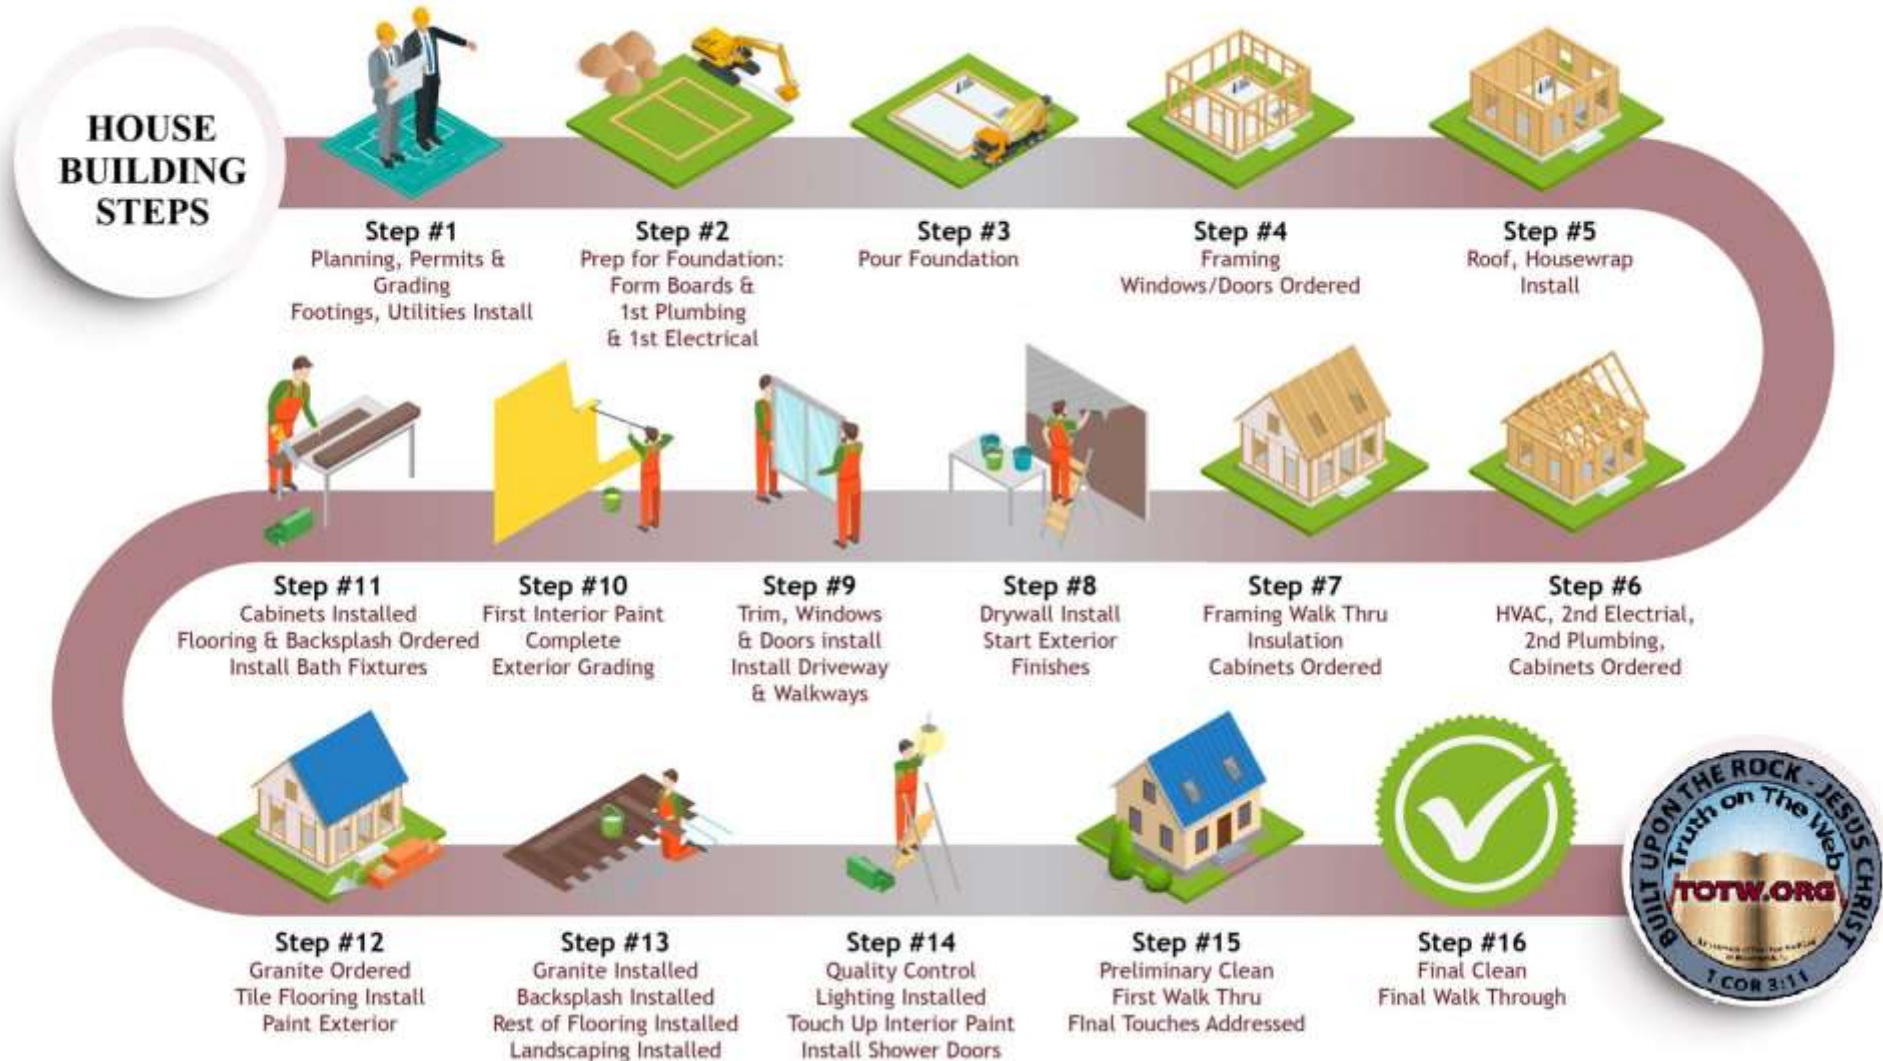 HOUSE
BUILDING
STEPS
Step #1
Planning, Permits &
Grading
Footings, Utilities Install
Step #2
Prep for Foundation:
Form Boards &
1st Plumbing
& 1st Electrical
Step #3
Pour Foundation
Step #4
Framing
Windows/Doors Ordered
Step #5
Roof, Housewrap
Install
Step #6
HVAC, 2nd Electrial,
2nd Plumbing,
Cabinets Ordered
Step #7
Framing Walk Thru
Insulation
Cabinets Ordered
Step #8
Drywall Install
Start Exterior
Finishes
Step #9
Trim, Windows
& Doors install
Install Driveway
& Walkways
Step #10
First Interior Paint
Complete
Exterior Grading
Step #11
Cabinets Installed
Flooring & Backsplash Ordered
Install Bath Fixtures
Step #12
Granite Ordered
Tile Flooring Install
Paint Exterior
Step #13
Granite Installed
Backsplash Installed
Rest of Flooring Installed
Landscaping Installed
Step #14
Quality Control
Lighting Installed
Touch Up Interior Paint
Install Shower Doors
Step #15
Preliminary Clean
First Walk Thru
FInal Touches Addressed
Step #16
Final Clean
Final Walk Through
BUILT UPON THE ROCK - JESUS CHRIST
Truth on The Web
TOTW.ORG
1 COR 3:11